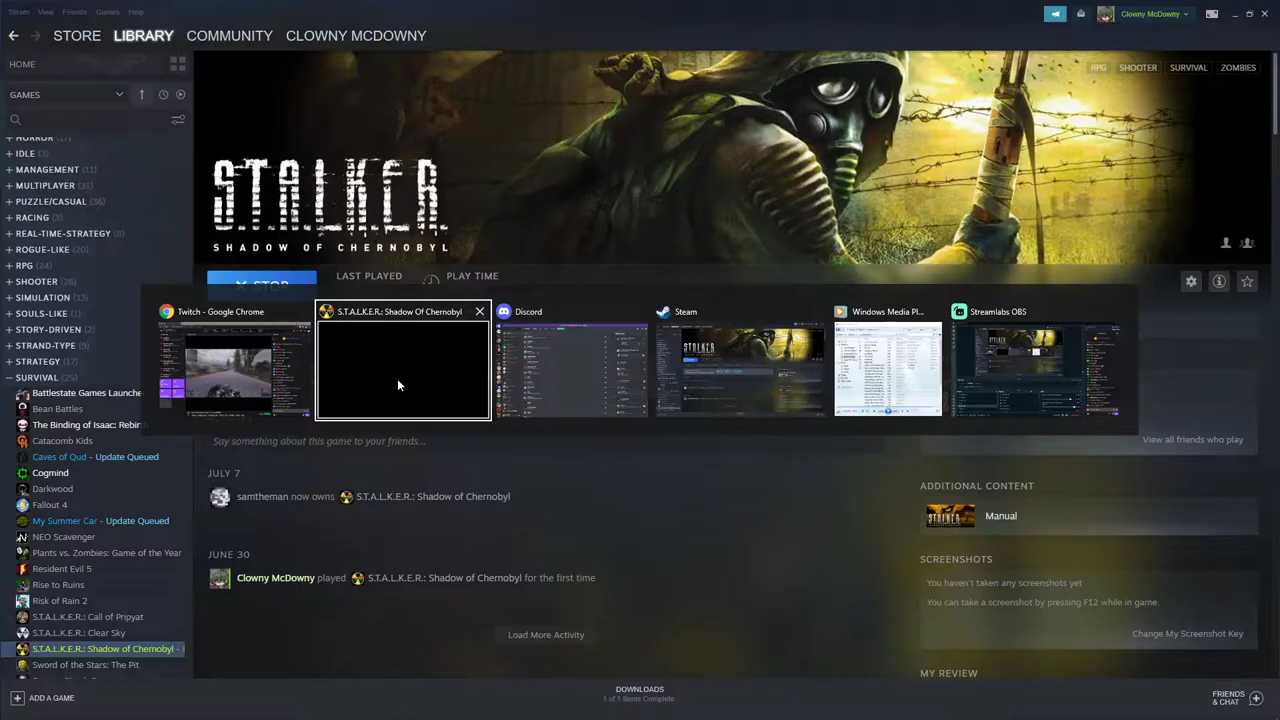 Steam View Friends Games Help
Clowny McDowny
STORE LIBRARY COMMUNITY CLOWNY MCDOWNY
HOME
RPG SHOOTER SURVIVAL ZOMBIES
GAMES
S.T.A.L.K.E.R.
SHADOW OF CHERNOBYL
HORROR
IDLE (3)
MANAGEMENT (11)
MULTIPLAYER (31)
PUZZLE/CASUAL (36)
RACING (3)
REAL-TIME-STRATEGY (8)
ROGUE-LIKE (20)
RPG (24)
SHOOTER (26)
SIMULATION (13)
SOULS-LIKE (1)
STORY-DRIVEN (2)
STRAND-TYPE
STRATEGY
SURVIVAL
STOP
LAST PLAYED PLAY TIME
Twitch - Google Chrome
S.T.A.L.K.E.R.: Shadow Of Chernobyl
Discord
Steam
Windows Media Pl...
Streamlabs OBS
Bean Battles
The Binding of Isaac: Rebir
Catacomb Kids
Caves of Qud - Update Queued
Cogmind
Darkwood
Fallout 4
My Summer Car - Update Queued
NEO Scavenger
Plants vs. Zombies: Game of the Year
Resident Evil 5
Rise to Ruins
Risk of Rain 2
S.T.A.L.K.E.R.: Call of Pripyat
S.T.A.L.K.E.R.: Clear Sky
S.T.A.L.K.E.R.: Shadow of Chernobyl -
Sword of the Stars: The Pit
Say something about this game to your friends...
JULY 7
samtheman now owns S.T.A.L.K.E.R.: Shadow of Chernobyl
JUNE 30
Clowny McDowny played S.T.A.L.K.E.R.: Shadow of Chernobyl for the first time
Load More Activity
View all friends who play
ADDITIONAL CONTENT
Manual
SCREENSHOTS
You haven't taken any screenshots yet
You can take a screenshot by pressing F12 while in game.
Change My Screenshot Key
MY REVIEW
ADD A GAME
DOWNLOADS
1 of 1 Items Complete
FRIENDS
& CHAT